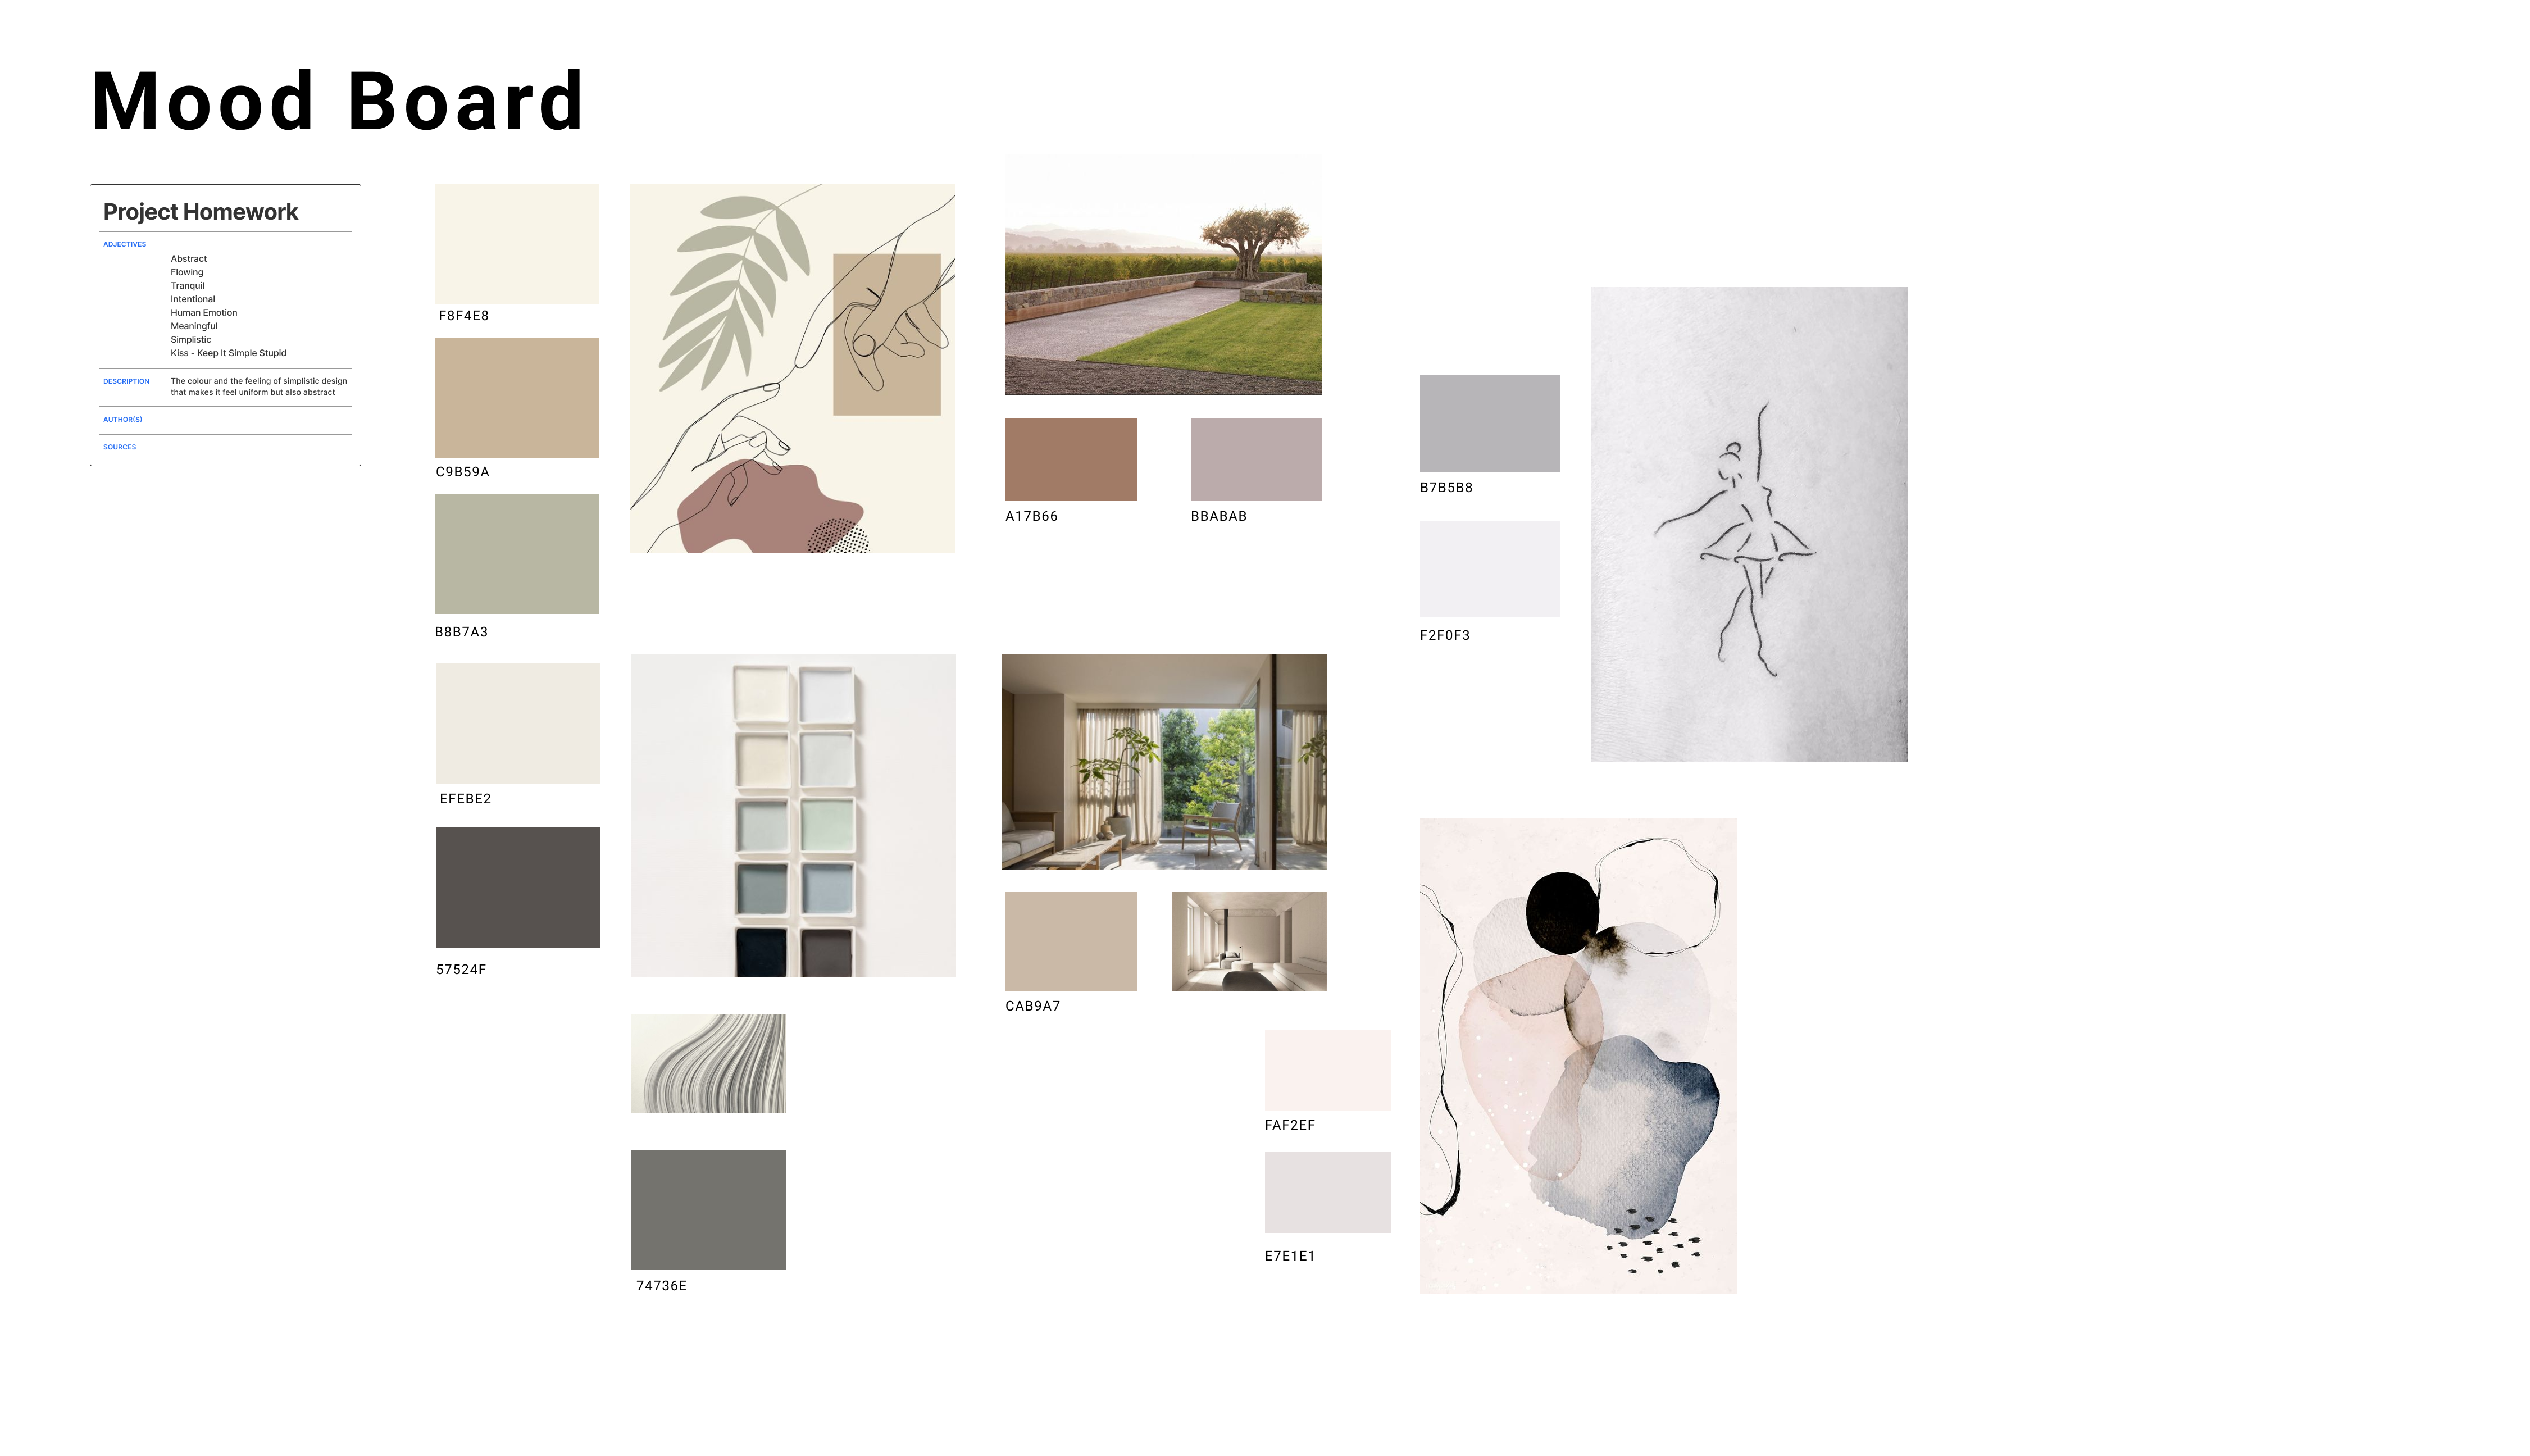 Mood Board
Project Homework
ADJECTIVES
Abstract
Flowing
Tranquil
Intentional
Human Emotion
Meaningful
Simplistic
Kiss - Keep It Simple Stupid
DESCRIPTION
The colour and the feeling of simplistic design
that makes it feel uniform but also abstract
AUTHOR(S)
SOURCES
F8F4E8
C9B59A
B8B7A3
EFEBE2
57524F
74736E
A17B66
BBABAB
CAB9A7
FAF2EF
E7E1E1
B7B5B8
F2F0F3